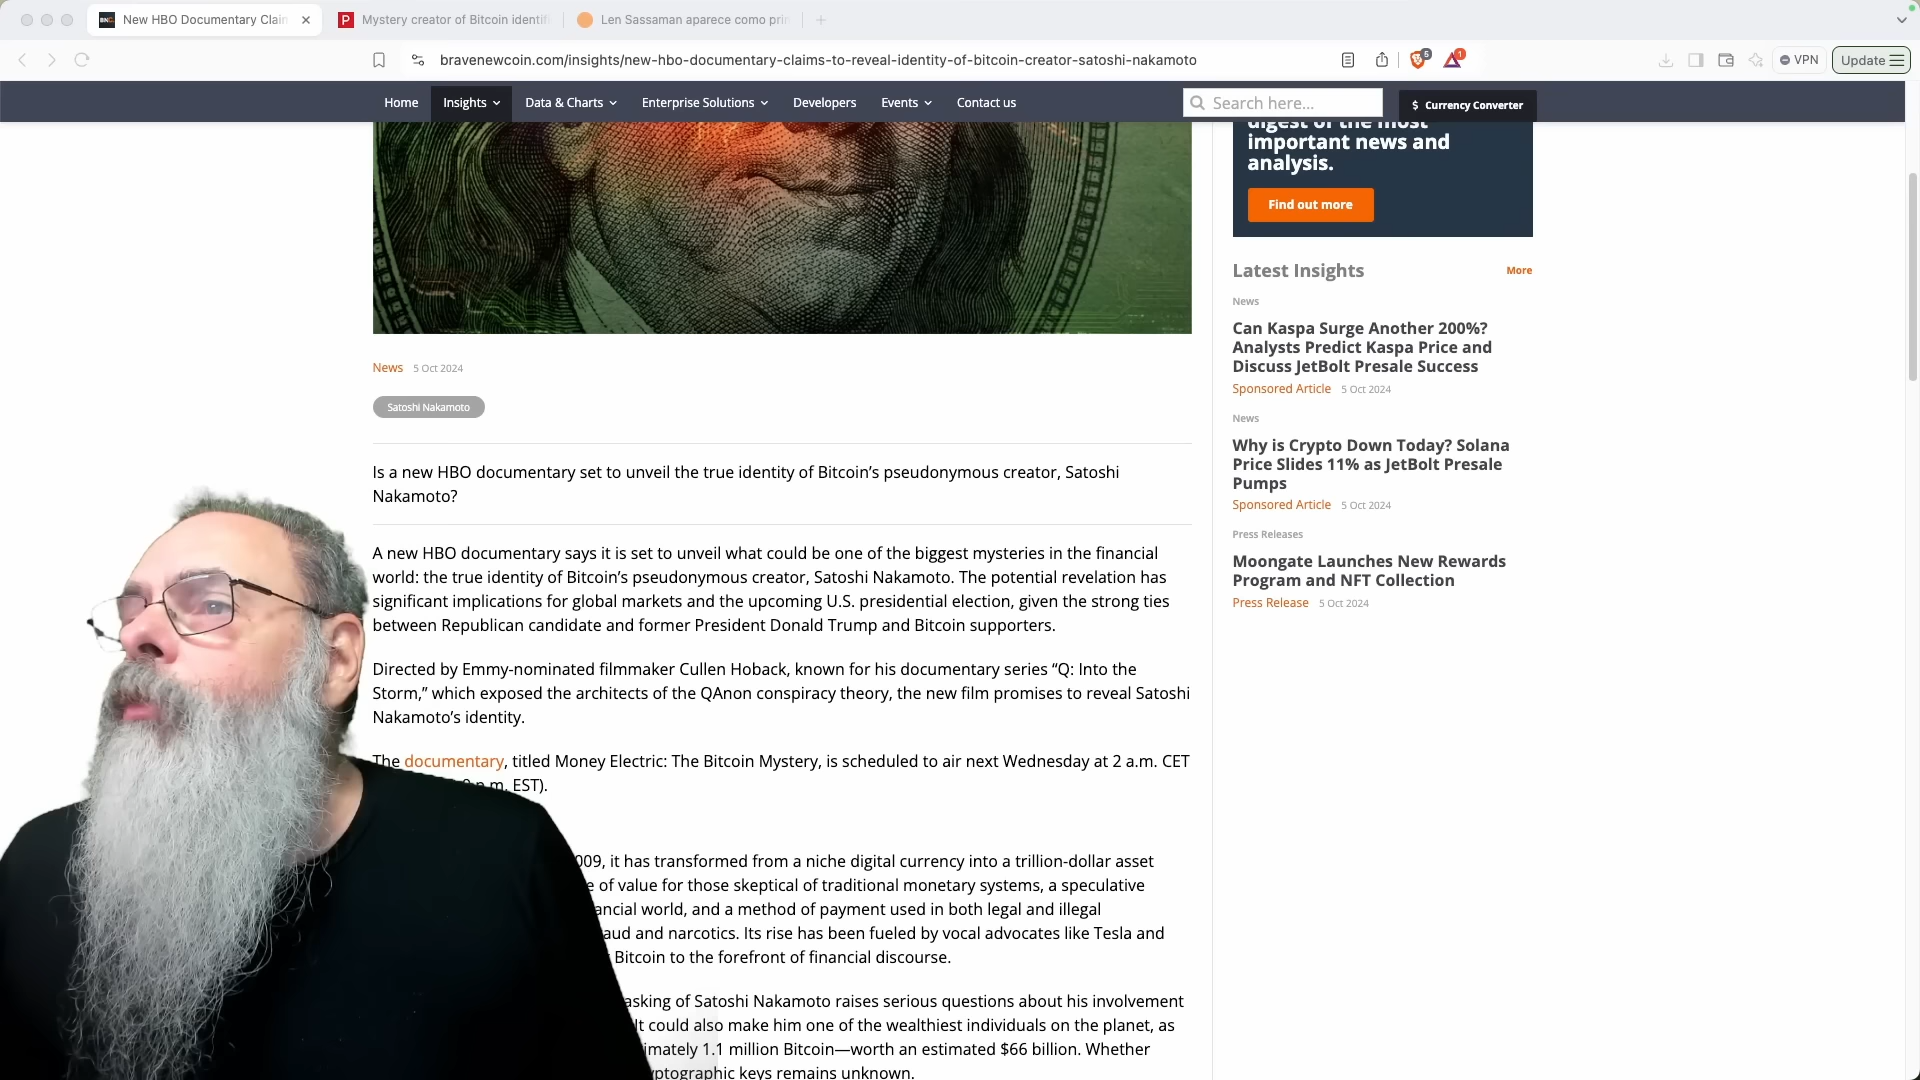 New HBO Documentary Clai
Mystery creator of Bitcoin identifi
Len Sassaman aparece como pri
bravenewcoin.com/insights/new-hbo-documentary-claims-to-reveal-identity-of-bitcoin-creator-satoshi-nakamoto
5
1
VPN
Update
Home
Insights
Data & Charts
Enterprise Solutions
Developers
Events
Contact us
Search here...
$ Currency Converter
digest of the most
important news and
analysis.
Find out more
News 5 Oct 2024
Satoshi Nakamoto
Is a new HBO documentary set to unveil the true identity of Bitcoin’s pseudonymous creator, Satoshi
Nakamoto?
A new HBO documentary says it is set to unveil what could be one of the biggest mysteries in the financial
world: the true identity of Bitcoin’s pseudonymous creator, Satoshi Nakamoto. The potential revelation has
significant implications for global markets and the upcoming U.S. presidential election, given the strong ties
between Republican candidate and former President Donald Trump and Bitcoin supporters.
Directed by Emmy-nominated filmmaker Cullen Hoback, known for his documentary series “Q: Into the
Storm,” which exposed the architects of the QAnon conspiracy theory, the new film promises to reveal Satoshi
Nakamoto’s identity.
The documentary, titled Money Electric: The Bitcoin Mystery, is scheduled to air next Wednesday at 2 a.m. CET
p.m. EST).
009, it has transformed from a niche digital currency into a trillion-dollar asset
e of value for those skeptical of traditional monetary systems, a speculative
ancial world, and a method of payment used in both legal and illegal
aud and narcotics. Its rise has been fueled by vocal advocates like Tesla and
Bitcoin to the forefront of financial discourse.
asking of Satoshi Nakamoto raises serious questions about his involvement
It could also make him one of the wealthiest individuals on the planet, as
imately 1.1 million Bitcoin—worth an estimated $66 billion. Whether
yptographic keys remains unknown.
Latest Insights
More
News
Can Kaspa Surge Another 200%?
Analysts Predict Kaspa Price and
Discuss JetBolt Presale Success
Sponsored Article 5 Oct 2024
News
Why is Crypto Down Today? Solana
Price Slides 11% as JetBolt Presale
Pumps
Sponsored Article 5 Oct 2024
Press Releases
Moongate Launches New Rewards
Program and NFT Collection
Press Release 5 Oct 2024